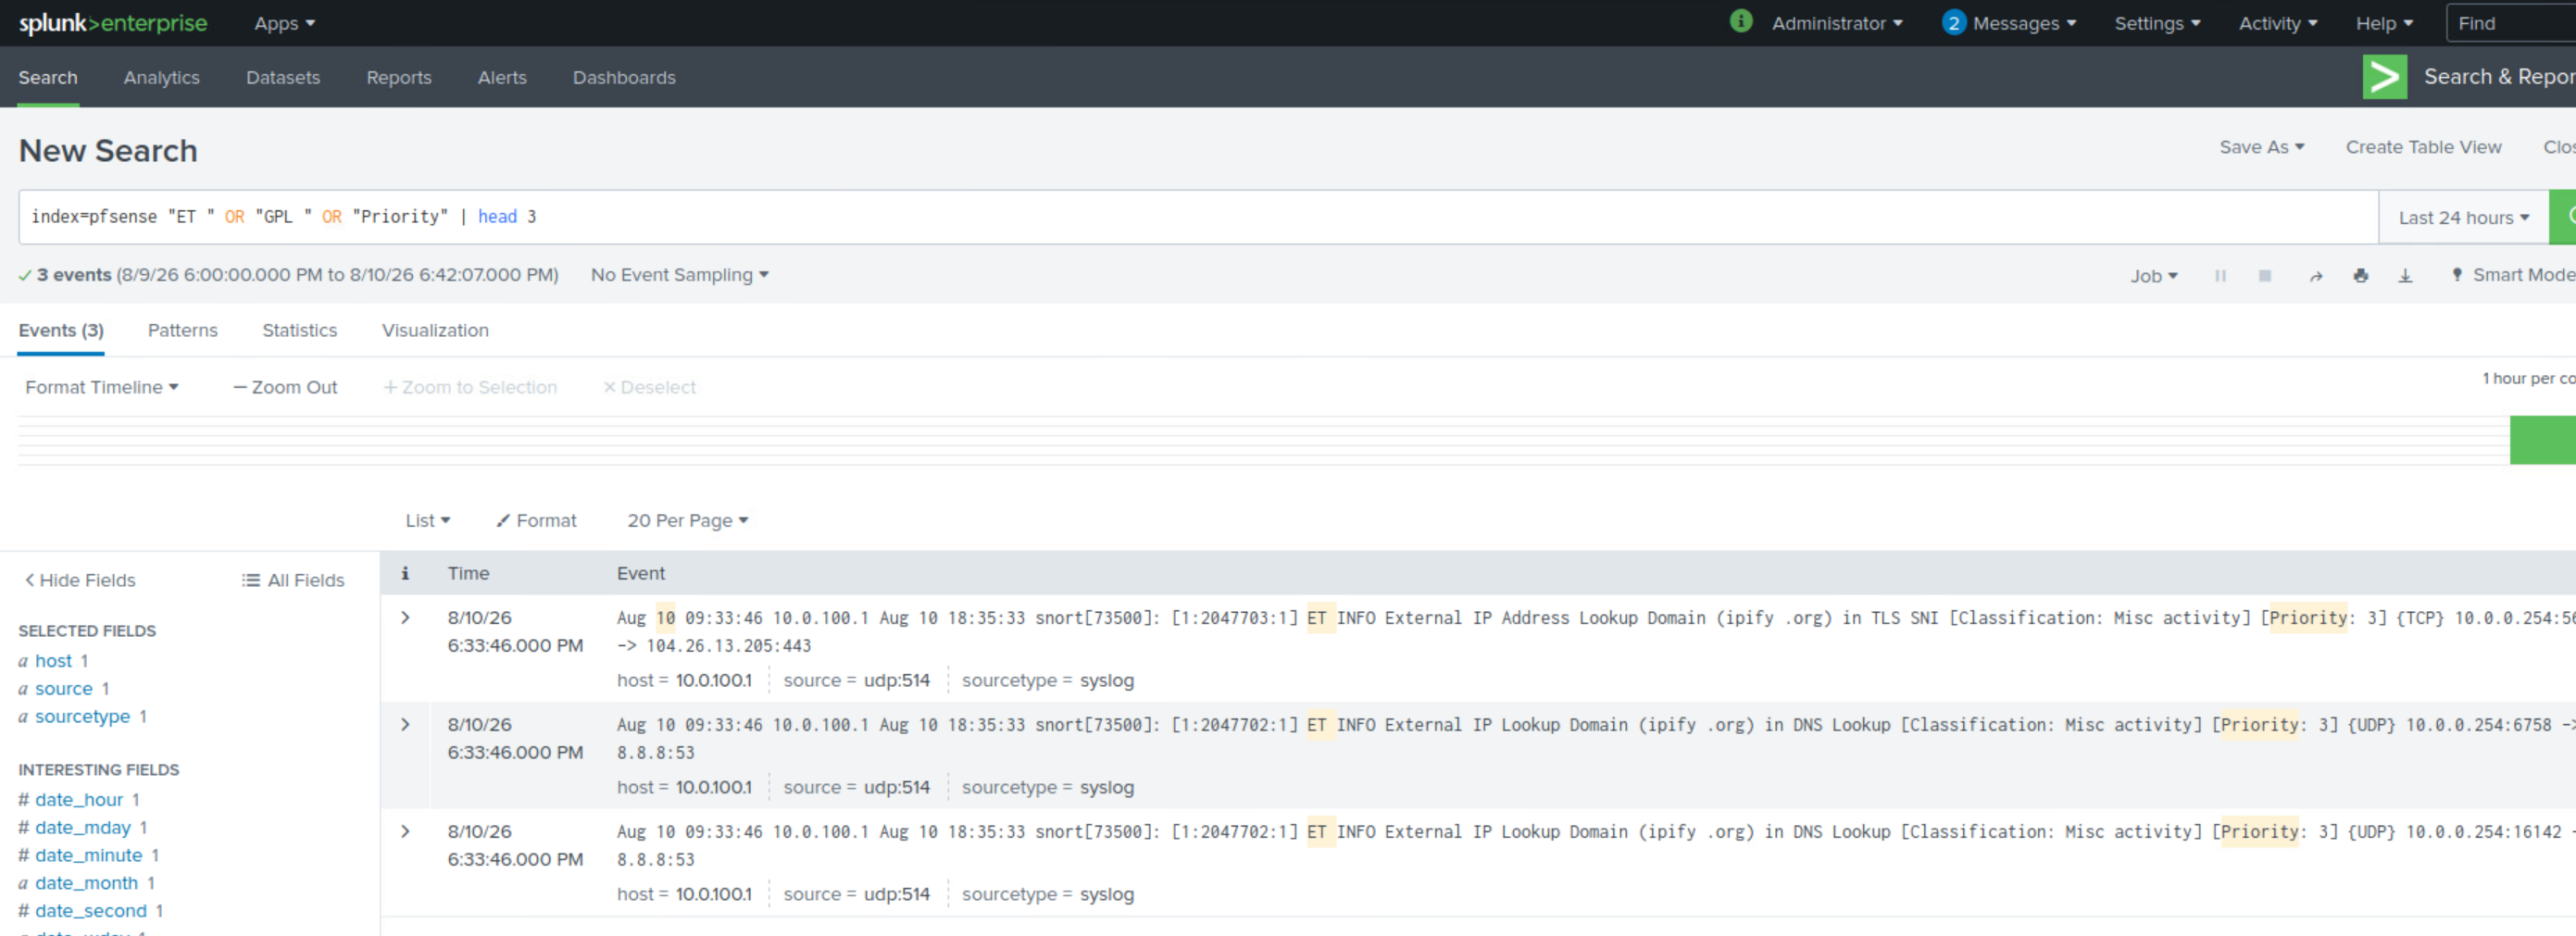 splunk>enterprise Apps Administrator 2 Messages Settings Activity Help Find
Search Analytics Datasets Reports Alerts Dashboards Search &
New Search
Save As Create Table View
index=pfsense "ET " OR "GPL " OR "Priority" | head 3
Last 24 hours
3 events (8/9/26 6:00:00.000 PM to 8/10/26 6:42:07.000 PM) No Event Sampling
Job Smart Mode
Events (3) Patterns Statistics Visualization
Format Timeline — Zoom Out + Zoom to Selection × Deselect
1 hour per
List Format 20 Per Page
< Hide Fields All Fields
i Time Event
SELECTED FIELDS
a host 1
a source 1
a sourcetype 1
INTERESTING FIELDS
# date_hour 1
# date_mday 1
# date_minute 1
a date_month 1
# date_second 1
a date_wday 1
> 8/10/26
6:33:46.000 PM
Aug 10 09:33:46 10.0.100.1 Aug 10 18:35:33 snort[73500]: [1:2047703:1] ET INFO External IP Address Lookup Domain (ipify .org) in TLS SNI [Classification: Misc activity] [Priority: 3] {TCP} 10.0.0.254:56
-> 104.26.13.205:443
host = 10.0.100.1 source = udp:514 sourcetype = syslog
> 8/10/26
6:33:46.000 PM
Aug 10 09:33:46 10.0.100.1 Aug 10 18:35:33 snort[73500]: [1:2047702:1] ET INFO External IP Lookup Domain (ipify .org) in DNS Lookup [Classification: Misc activity] [Priority: 3] {UDP} 10.0.0.254:6758 ->
8.8.8:53
host = 10.0.100.1 source = udp:514 sourcetype = syslog
> 8/10/26
6:33:46.000 PM
Aug 10 09:33:46 10.0.100.1 Aug 10 18:35:33 snort[73500]: [1:2047702:1] ET INFO External IP Lookup Domain (ipify .org) in DNS Lookup [Classification: Misc activity] [Priority: 3] {UDP} 10.0.0.254:16142 -
8.8.8:53
host = 10.0.100.1 source = udp:514 sourcetype = syslog